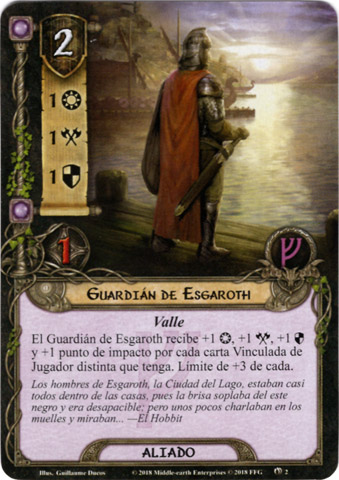 2
1
1
1
1
Guardián de Esgaroth
Valle
El Guardián de Esgaroth recibe +1 , +1 , +1
y +1 punto de impacto por cada carta Vinculada de
Jugador distinta que tenga. Límite de +3 de cada.
Los hombres de Esgaroth, la Ciudad del Lago, estaban casi
todos dentro de las casas, pues la brisa soplaba del este
negro y era desapacible; pero unos pocos charlaban en los
muelles y miraban... —El Hobbit
ALIADO
Illus. Guillaume Ducos © 2018 Middle-earth Enterprises © 2018 FFG 2